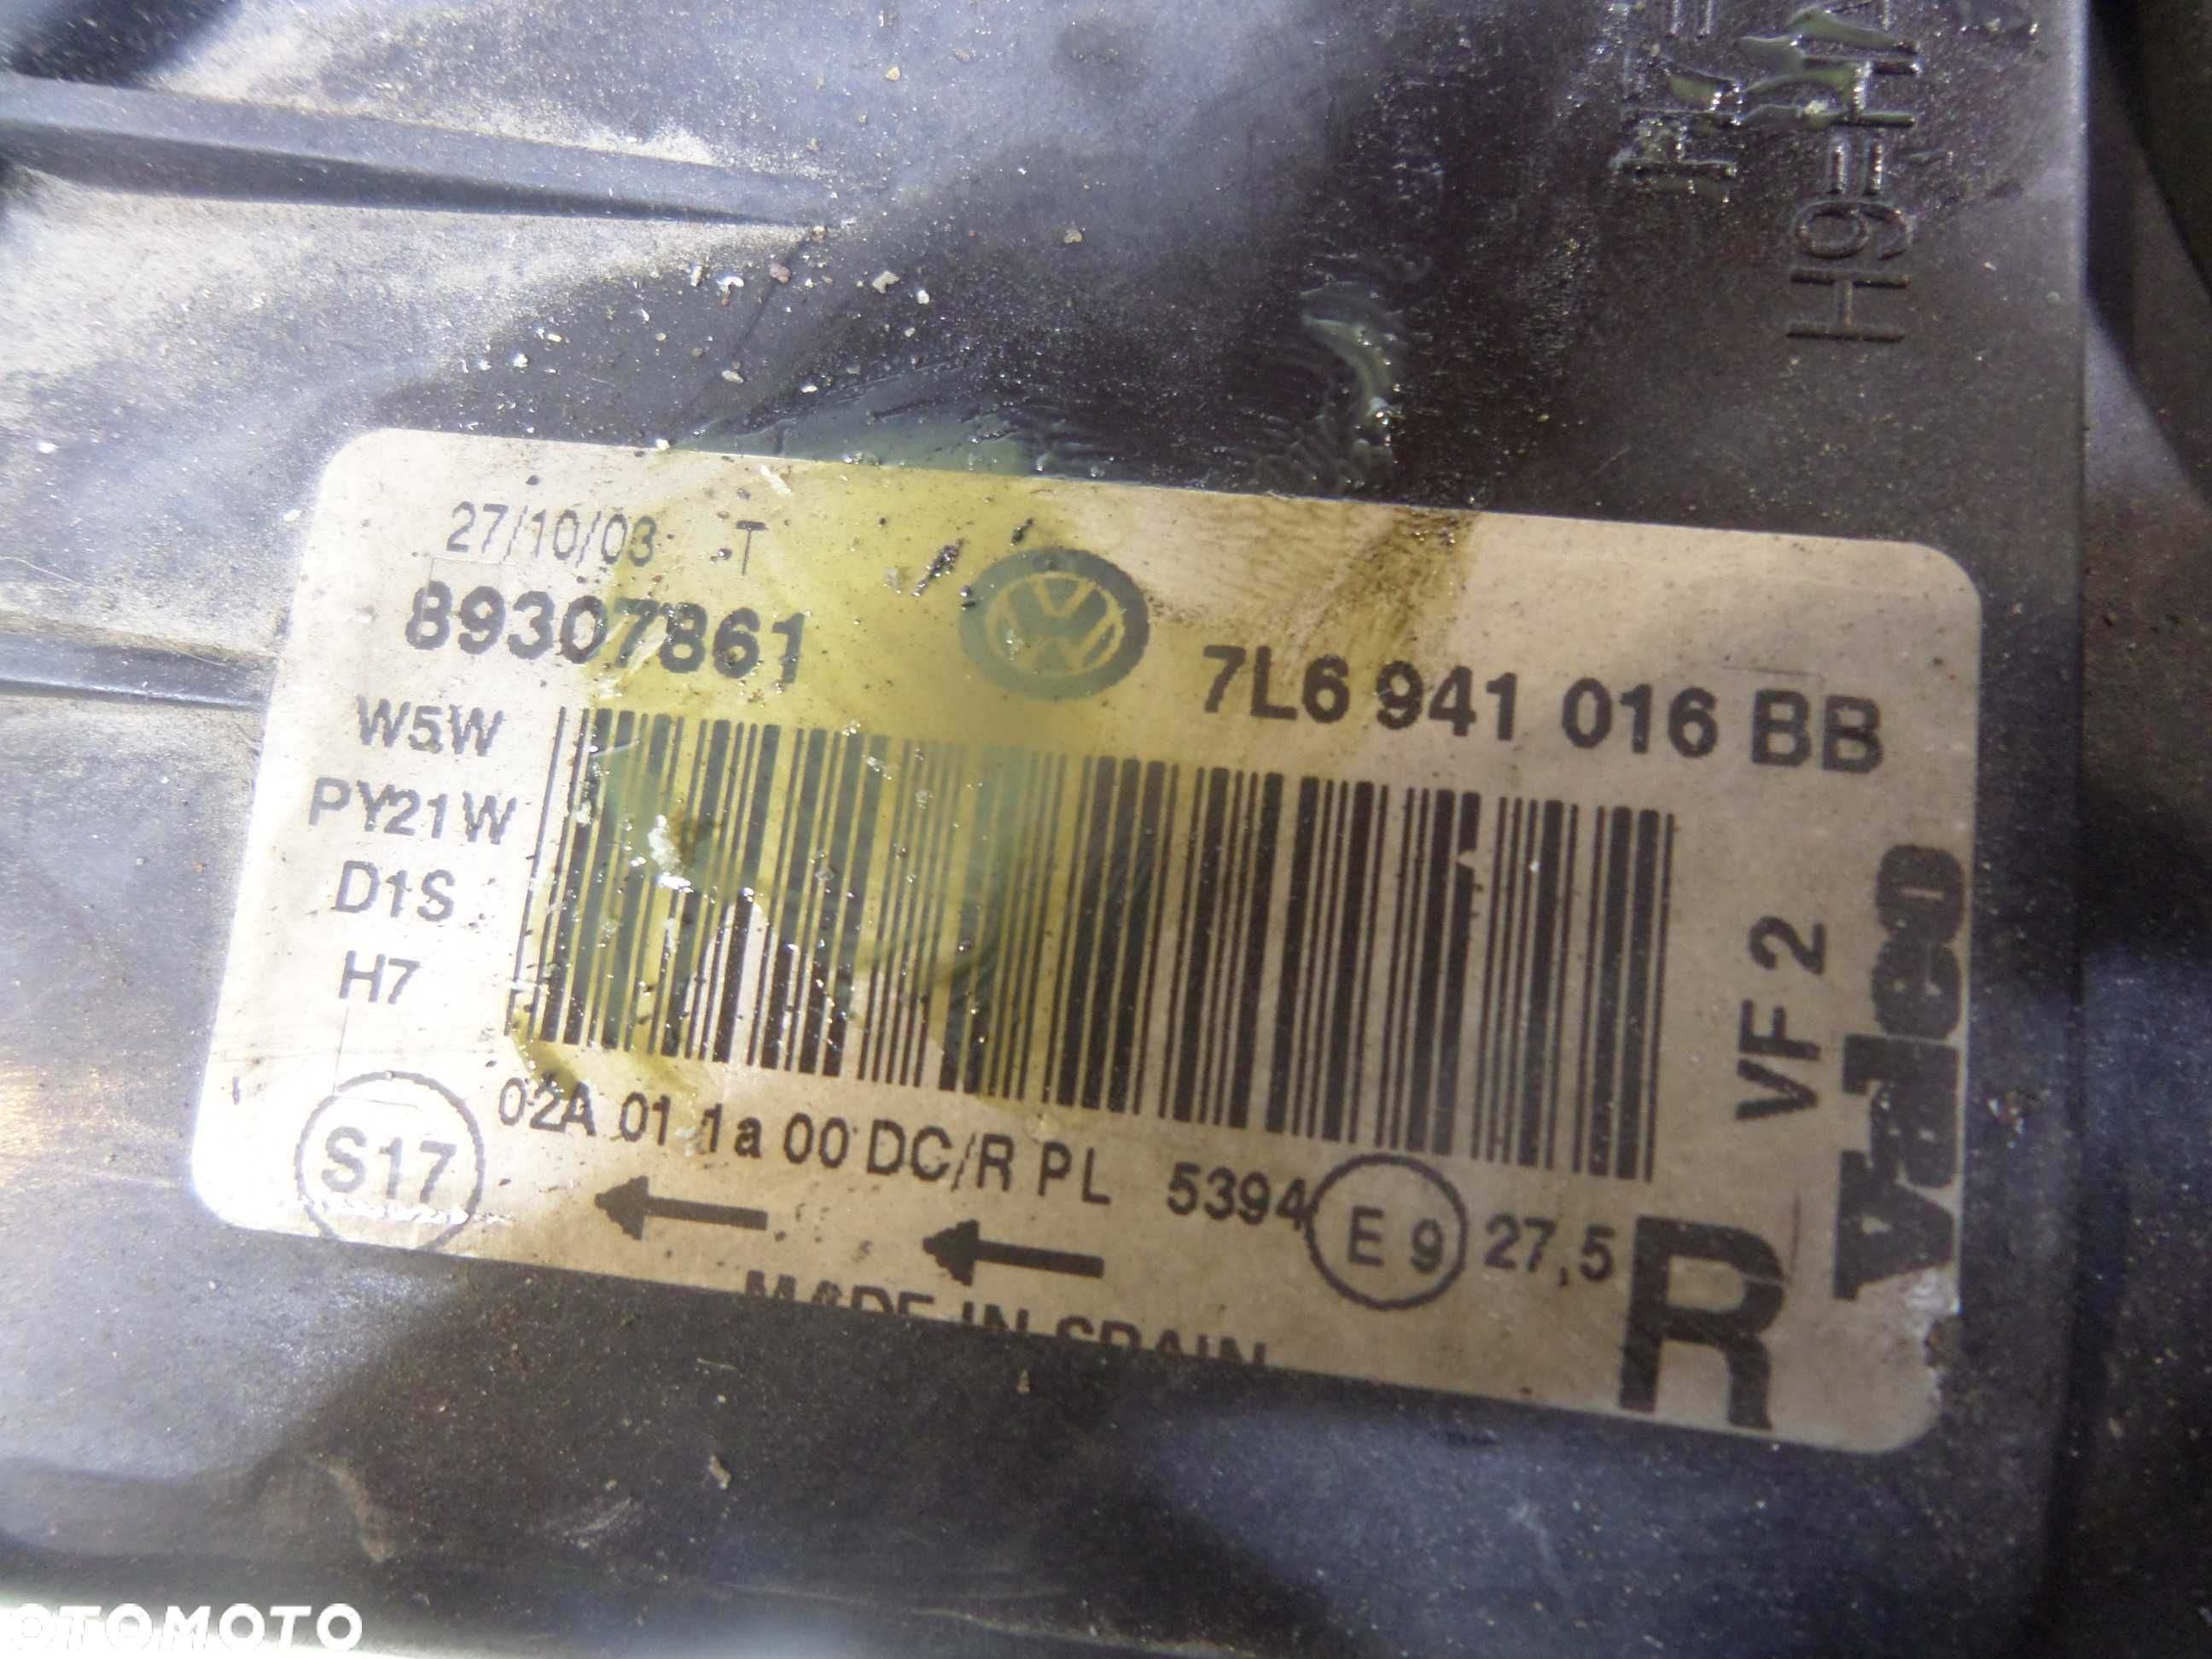 H9=H
27/10/03 T
89307861
7L6 941 016 BB
W5W
PY21W
D1S
H7
VF 2
Valeo
S17
02A 01 1a 00 DC/R PL 5394 E 9 27,5
R
MADE IN SPAIN
OTOMOTO